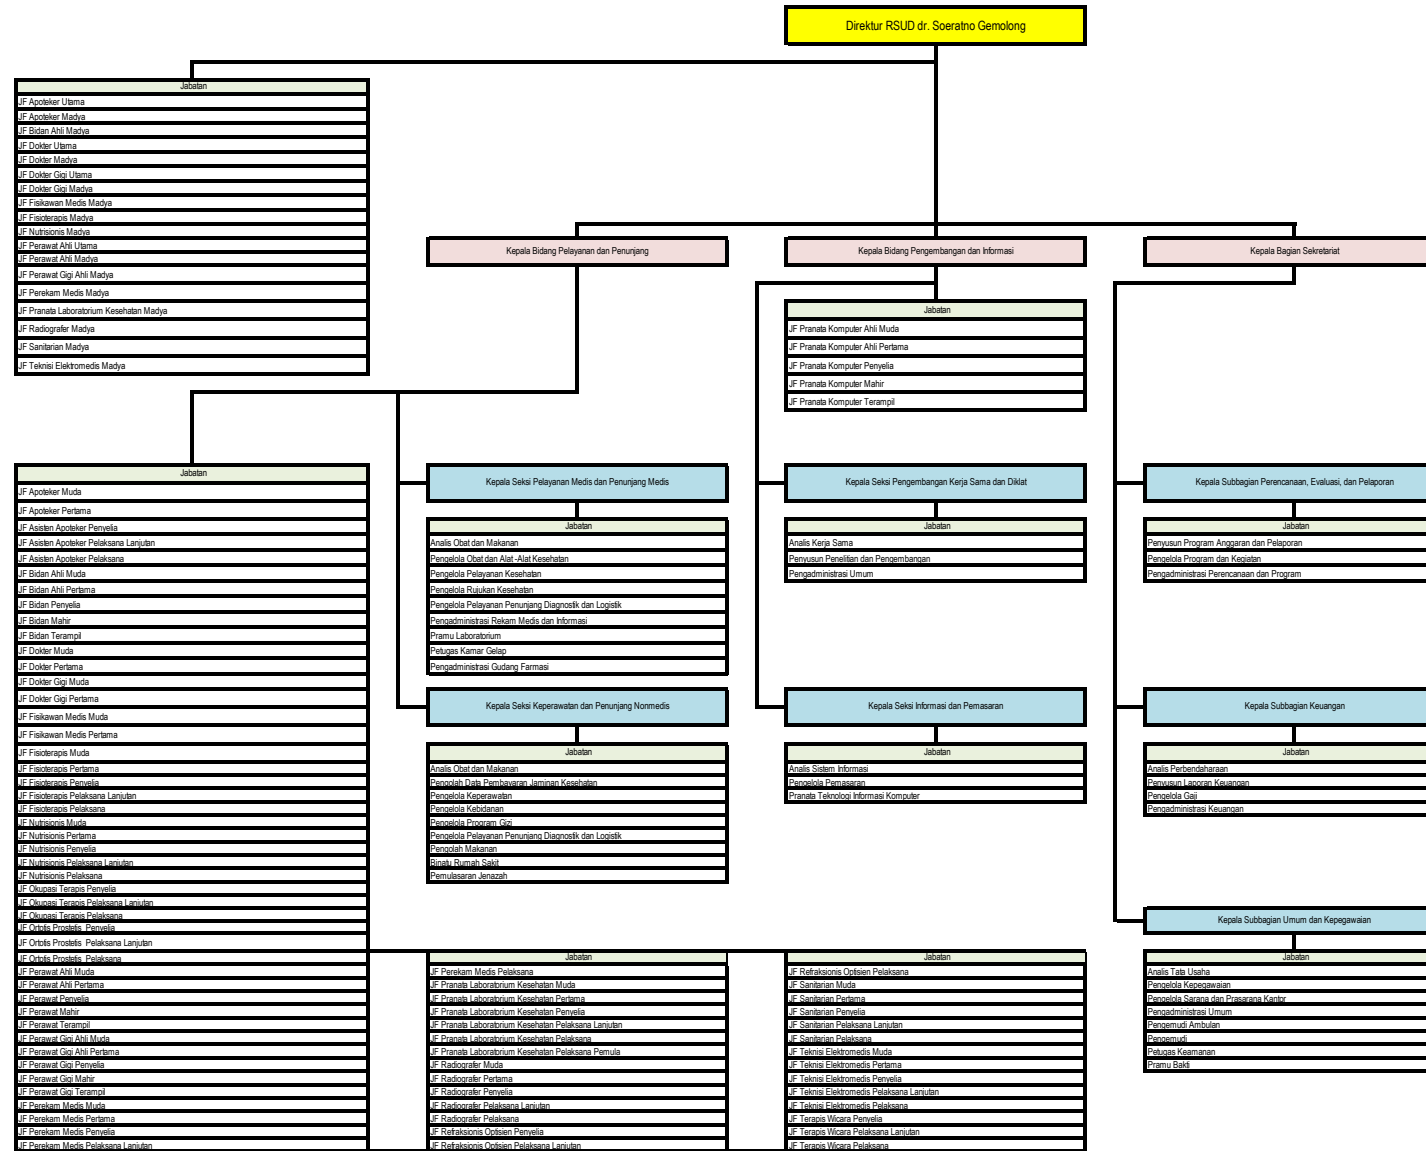 Direktur RSUD dr. Soeratno Gemolong
Jabatan
JF Apoteker Utama
JF Apoteker Madya
JF Bidan Ahli Madya
JF Dokter Utama
JF Dokter Madya
JF Dokter Gigi Utama
JF Dokter Gigi Madya
JF Fisikawan Medis Madya
JF Fisioterapis Madya
JF Nutrisionis Madya
JF Perawat Ahli Utama
JF Perawat Ahli Madya
JF Perawat Gigi Ahli Madya
JF Perekam Medis Madya
JF Pranata Laboratorium Kesehatan Madya
JF Radiografer Madya
JF Sanitarian Madya
JF Teknisi Elektromedis Madya
Kepala Bidang Pelayanan dan Penunjang
Kepala Bidang Pengembangan dan Informasi
Kepala Bagian Sekretariat
Jabatan
JF Pranata Komputer Ahli Muda
JF Pranata Komputer Ahli Pertama
JF Pranata Komputer Penyelia
JF Pranata Komputer Mahir
JF Pranata Komputer Terampil
Jabatan
JF Apoteker Muda
JF Apoteker Pertama
JF Asisten Apoteker Penyelia
JF Asisten Apoteker Pelaksana Lanjutan
JF Asisten Apoteker Pelaksana
JF Bidan Ahli Muda
JF Bidan Ahli Pertama
JF Bidan Penyelia
JF Bidan Mahir
JF Bidan Terampil
JF Dokter Muda
JF Dokter Pertama
JF Dokter Gigi Muda
JF Dokter Gigi Pertama
JF Fisikawan Medis Muda
JF Fisikawan Medis Pertama
JF Fisioterapis Muda
JF Fisioterapis Pertama
JF Fisioterapis Penyelia
JF Fisioterapis Pelaksana Lanjutan
JF Fisioterapis Pelaksana
JF Nutrisionis Muda
JF Nutrisionis Pertama
JF Nutrisionis Penyelia
JF Nutrisionis Pelaksana Lanjutan
JF Nutrisionis Pelaksana
JF Okupasi Terapis Penyelia
JF Okupasi Terapis Pelaksana Lanjutan
JF Okupasi Terapis Pelaksana
JF Ortotis Prostetis Penyelia
JF Ortotis Prostetis Pelaksana Lanjutan
JF Ortotis Prostetis Pelaksana
JF Perawat Ahli Muda
JF Perawat Ahli Pertama
JF Perawat Penyelia
JF Perawat Mahir
JF Perawat Terampil
JF Perawat Gigi Ahli Muda
JF Perawat Gigi Ahli Pertama
JF Perawat Gigi Penyelia
JF Perawat Gigi Mahir
JF Perawat Gigi Terampil
JF Perekam Medis Muda
JF Perekam Medis Pertama
JF Perekam Medis Penyelia
JF Perekam Medis Pelaksana Lanjutan
Kepala Seksi Pelayanan Medis dan Penunjang Medis
Jabatan
Analis Obat dan Makanan
Pengelola Obat dan Alat -Alat Kesehatan
Pengelola Pelayanan Kesehatan
Pengelola Rujukan Kesehatan
Pengelola Pelayanan Penunjang Diagnostik dan Logistik
Pengadministrasi Rekam Medis dan Informasi
Pramu Laboratorium
Petugas Kamar Gelap
Pengadministrasi Gudang Farmasi
Kepala Seksi Keperawatan dan Penunjang Nonmedis
Jabatan
Analis Obat dan Makanan
Pengolah Data Pembayaran Jaminan Kesehatan
Pengelola Keperawatan
Pengelola Kebidanan
Pengelola Program Gizi
Pengelola Pelayanan Penunjang Diagnostik dan Logistik
Pengolah Makanan
Binatu Rumah Sakit
Pemulasaran Jenazah
Jabatan
JF Perekam Medis Pelaksana
JF Pranata Laboratorium Kesehatan Muda
JF Pranata Laboratorium Kesehatan Pertama
JF Pranata Laboratorium Kesehatan Penyelia
JF Pranata Laboratorium Kesehatan Pelaksana Lanjutan
JF Pranata Laboratorium Kesehatan Pelaksana
JF Pranata Laboratorium Kesehatan Pelaksana Pemula
JF Radiografer Muda
JF Radiografer Pertama
JF Radiografer Penyelia
JF Radiografer Pelaksana Lanjutan
JF Radiografer Pelaksana
JF Refraksionis Optisien Penyelia
JF Refraksionis Optisien Pelaksana Lanjutan
Kepala Seksi Pengembangan Kerja Sama dan Diklat
Jabatan
Analis Kerja Sama
Penyusun Penelitian dan Pengembangan
Pengadministrasi Umum
Kepala Seksi Informasi dan Pemasaran
Jabatan
Analis Sistem Informasi
Pengelola Pemasaran
Pranata Teknologi Informasi Komputer
Jabatan
JF Refraksionis Optisien Pelaksana
JF Sanitarian Muda
JF Sanitarian Pertama
JF Sanitarian Penyelia
JF Sanitarian Pelaksana Lanjutan
JF Sanitarian Pelaksana
JF Teknisi Elektromedis Muda
JF Teknisi Elektromedis Pertama
JF Teknisi Elektromedis Penyelia
JF Teknisi Elektromedis Pelaksana Lanjutan
JF Teknisi Elektromedis Pelaksana
JF Terapis Wicara Penyelia
JF Terapis Wicara Pelaksana Lanjutan
JF Terapis Wicara Pelaksana
Kepala Subbagian Perencanaan, Evaluasi, dan Pelaporan
Jabatan
Penyusun Program Anggaran dan Pelaporan
Pengelola Program dan Kegiatan
Pengadministrasi Perencanaan dan Program
Kepala Subbagian Keuangan
Jabatan
Analis Perbendaharaan
Penyusun Laporan Keuangan
Pengelola Gaji
Pengadministrasi Keuangan
Kepala Subbagian Umum dan Kepegawaian
Jabatan
Analis Tata Usaha
Pengelola Kepegawaian
Pengelola Sarana dan Prasarana Kantor
Pengadministrasi Umum
Pengemudi Ambulan
Pengemudi
Petugas Keamanan
Pramu Bakti